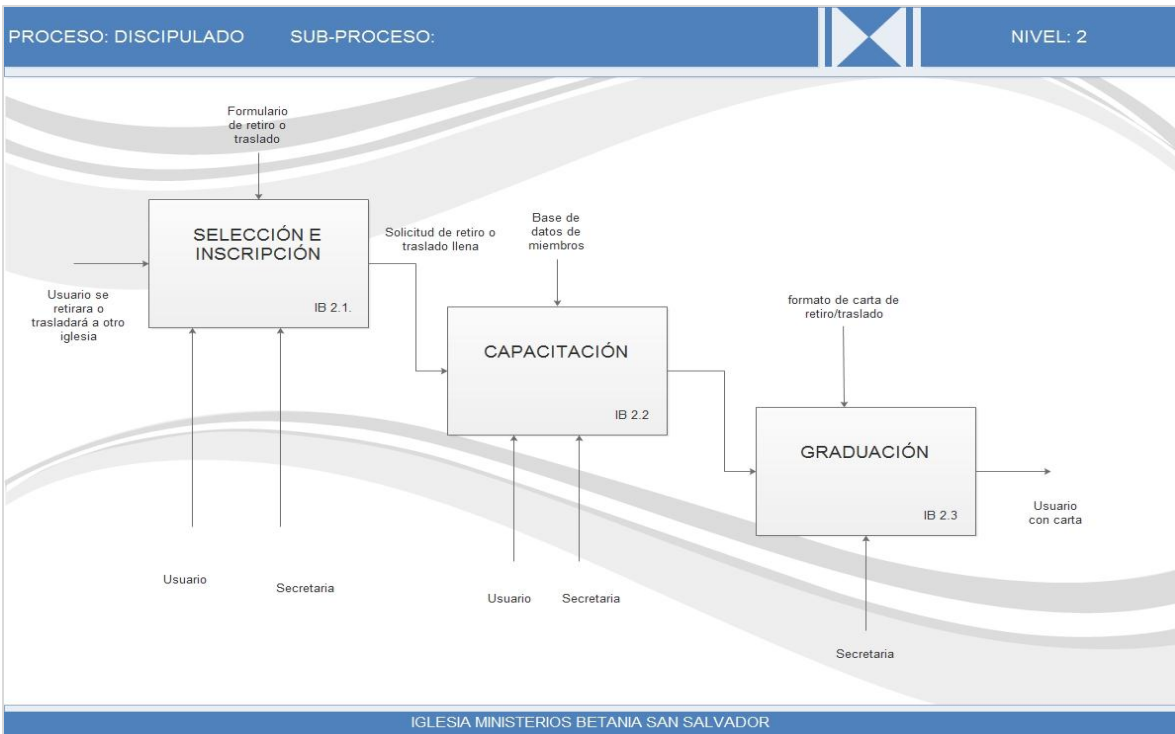 PROCESO: DISCIPULADO SUB-PROCESO: NIVEL: 2
Formulario
de retiro o
traslado
SELECCIÓN E
INSCRIPCIÓN
IB 2.1.
Usuario se
retirara o
trasladará a otro
iglesia
Solicitud de retiro o
traslado llena
Base de
datos de
miembros
CAPACITACIÓN
IB 2.2
formato de carta de
retiro/traslado
GRADUACIÓN
IB 2.3
Usuario
con carta
Usuario
Secretaria
Usuario
Secretaria
Secretaria
IGLESIA MINISTERIOS BETANIA SAN SALVADOR